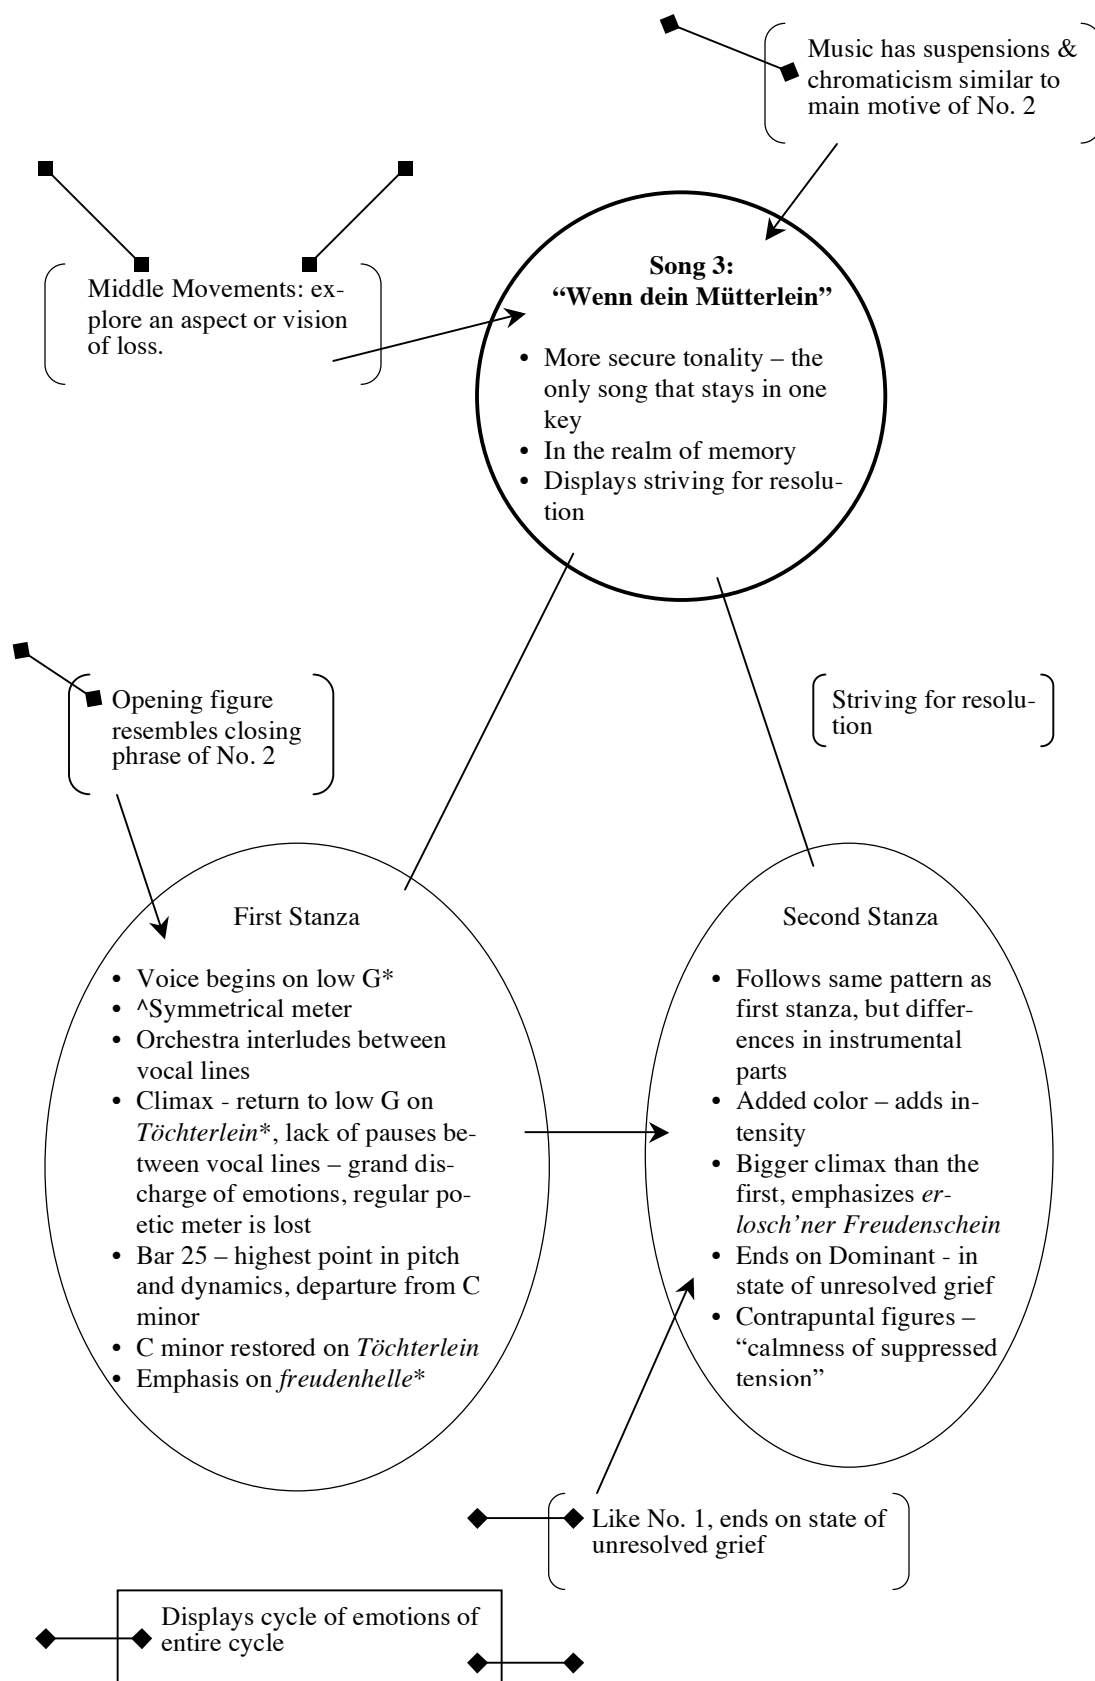 Music has suspensions &
chromaticism similar to
main motive of No. 2
Middle Movements: ex-
plore an aspect or vision
of loss.
Song 3:
“Wenn dein Mütterlein”
• More secure tonality – the
only song that stays in one
key
• In the realm of memory
• Displays striving for resolu-
tion
Opening figure
resembles closing
phrase of No. 2
Striving for resolu-
tion
First Stanza
• Voice begins on low G*
• ^Symmetrical meter
• Orchestra interludes between
vocal lines
• Climax - return to low G on
Töchterlein*, lack of pauses be-
tween vocal lines – grand dis-
charge of emotions, regular po-
etic meter is lost
• Bar 25 – highest point in pitch
and dynamics, departure from C
minor
• C minor restored on Töchterlein
• Emphasis on freudenhelle*
Second Stanza
• Follows same pattern as
first stanza, but differ-
ences in instrumental
parts
• Added color – adds in-
tensity
• Bigger climax than the
first, emphasizes er-
losch’ner Freudenschein
• Ends on Dominant - in
state of unresolved grief
• Contrapuntal figures –
“calmness of suppressed
tension”
Like No. 1, ends on state of
unresolved grief
Displays cycle of emotions of
entire cycle